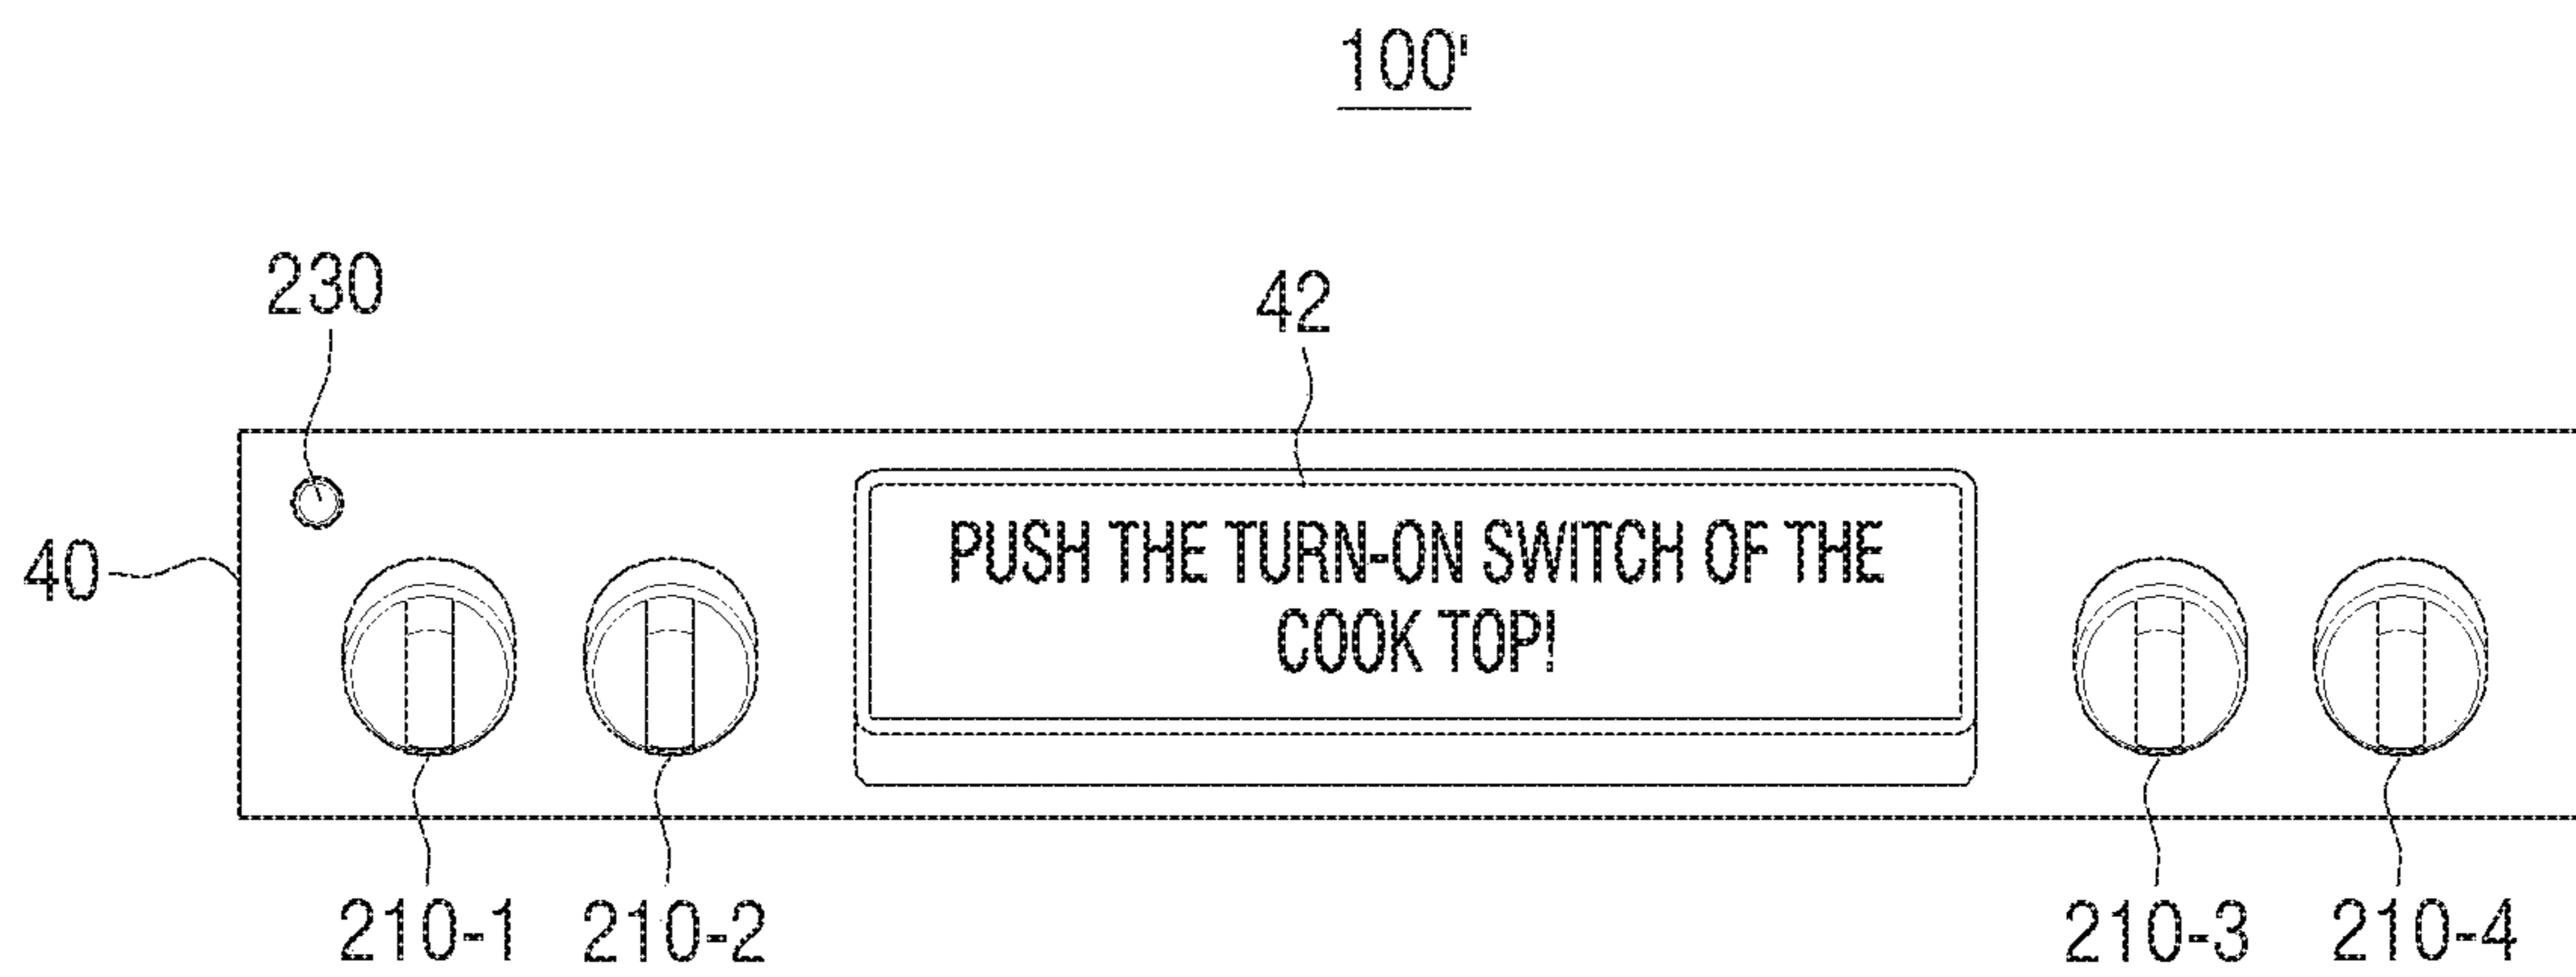 100'
230
42
40
PUSH THE TURN-ON SWITCH OF THE
COOK TOP!
210-1 210-2 210-3 210-4